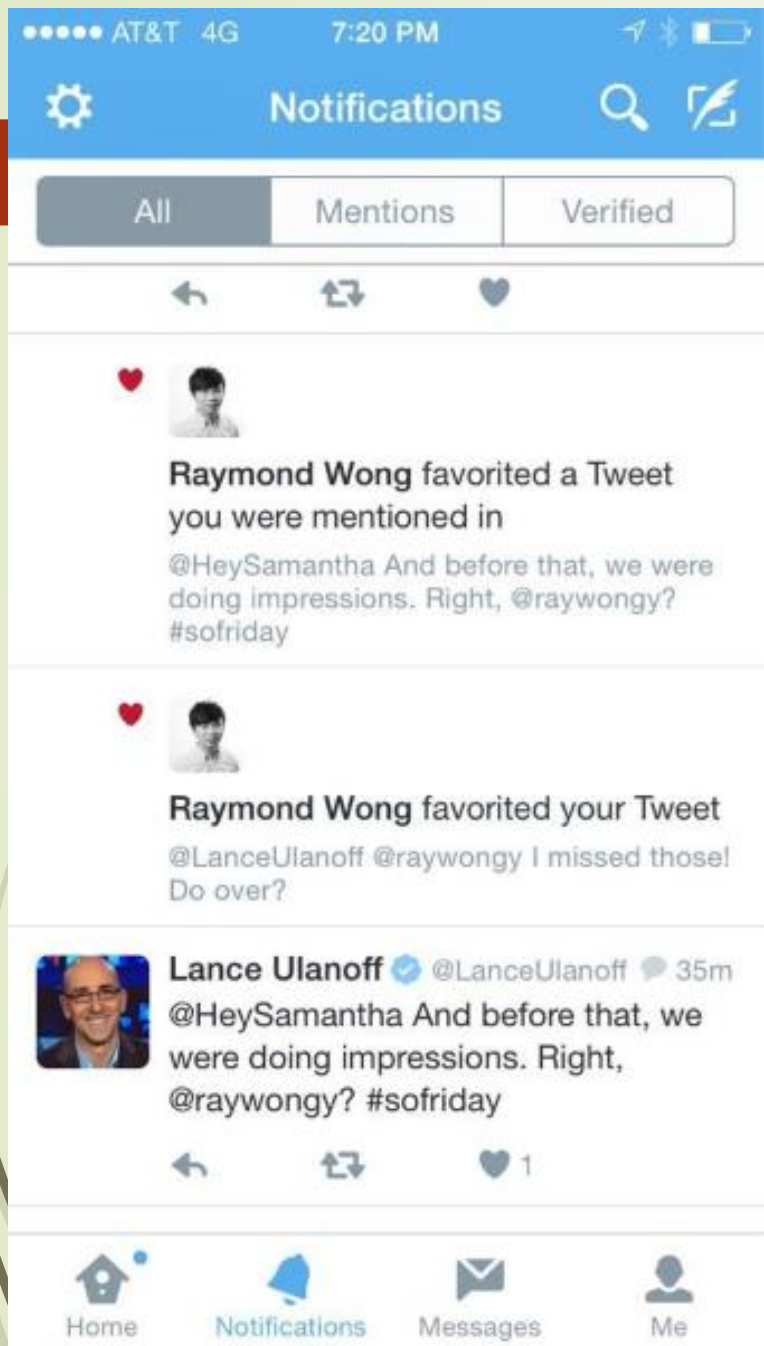 AT&T 4G 7:20 PM
Notifications
All Mentions Verified
Raymond Wong favorited a Tweet
you were mentioned in
@HeySamantha And before that, we were
doing impressions. Right, @raywongy?
#sofriday
Raymond Wong favorited your Tweet
@LanceUlanoff @raywongy I missed those!
Do over?
Lance Ulanoff @LanceUlanoff 35m
@HeySamantha And before that, we
were doing impressions. Right,
@raywongy? #sofriday
1
Home Notifications Messages Me